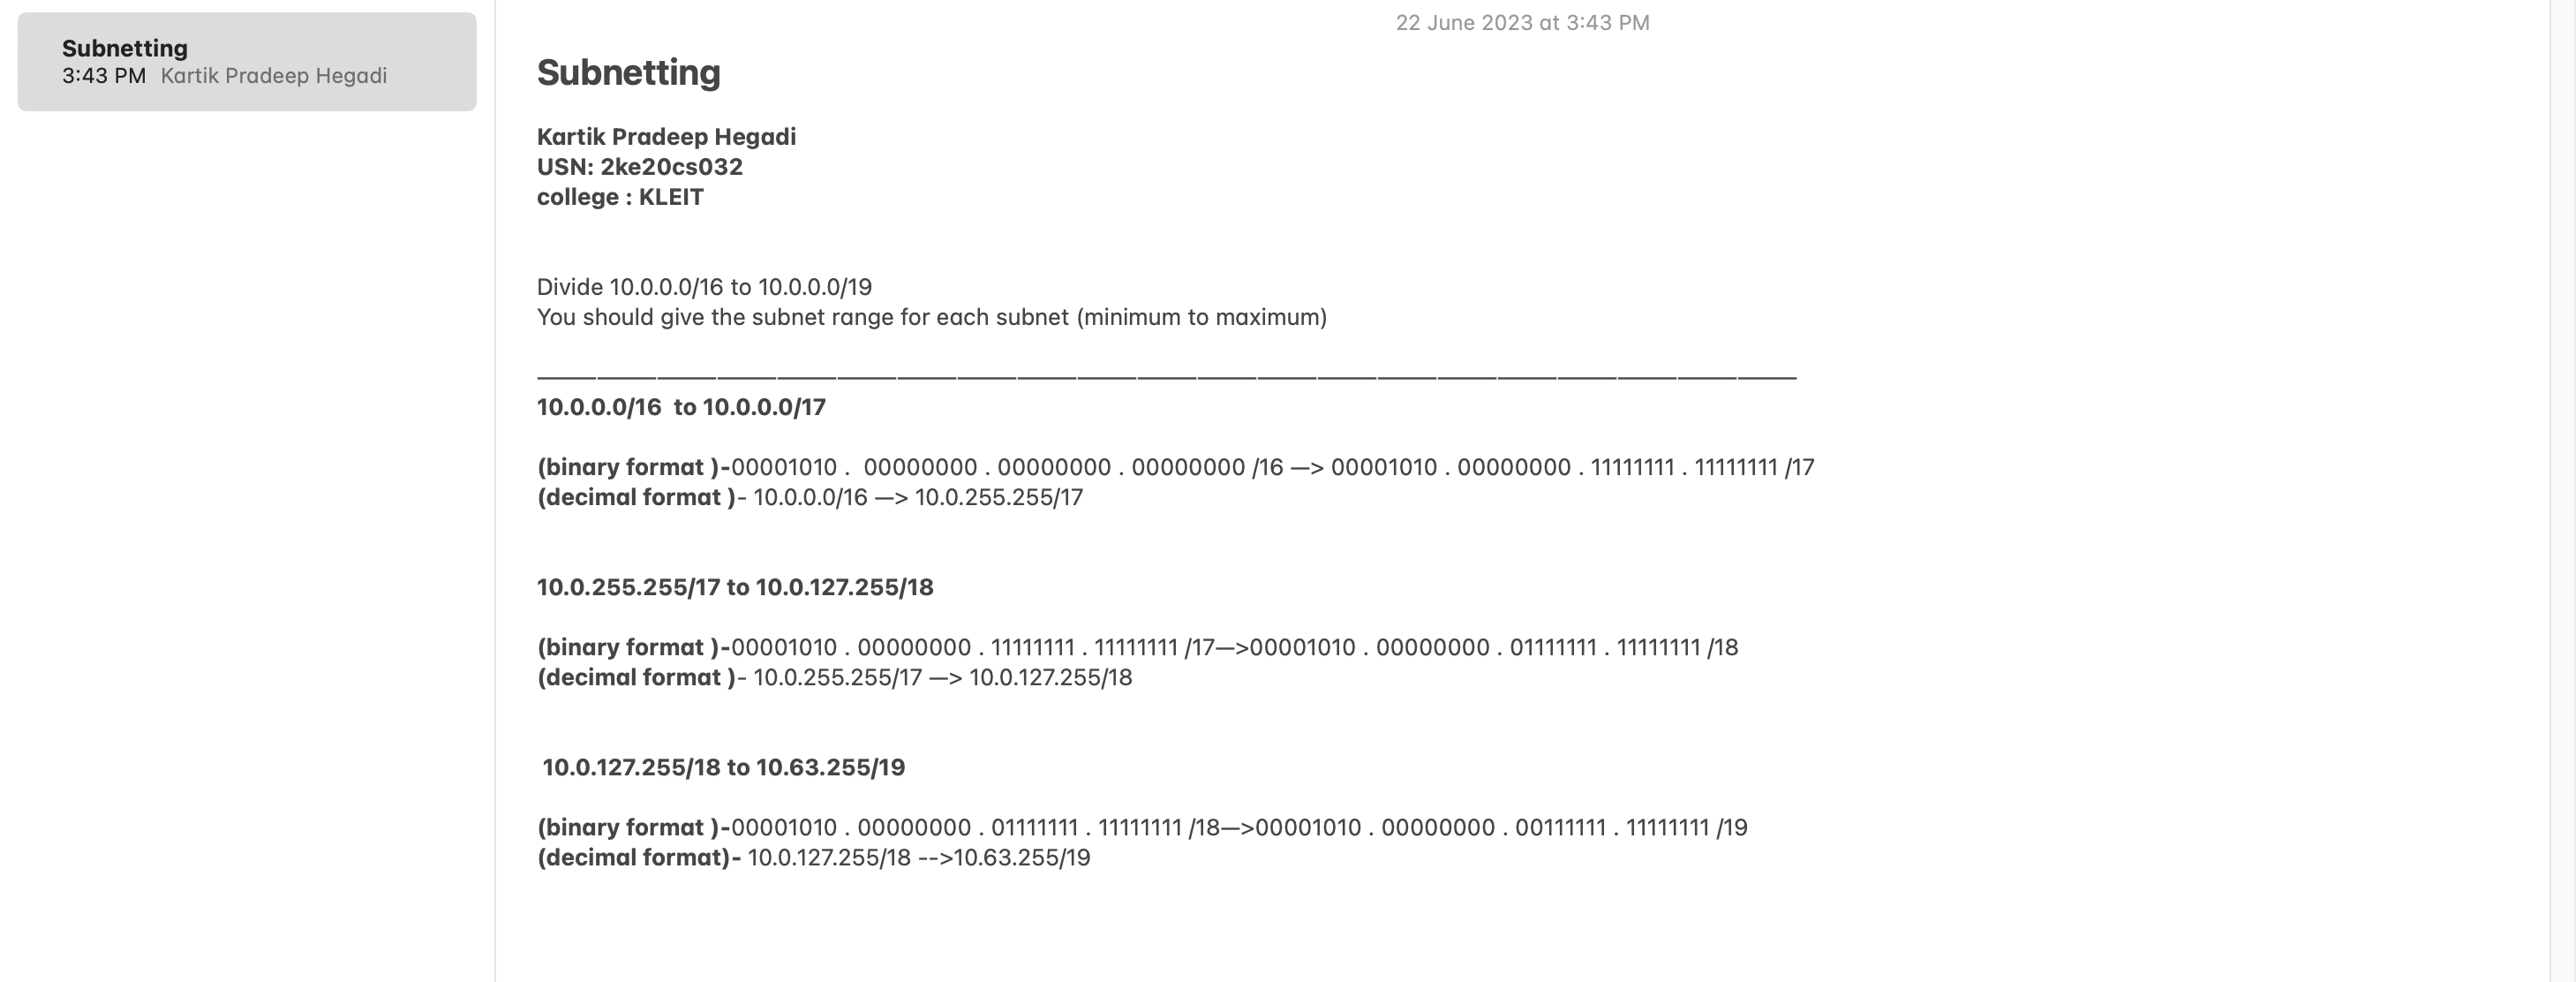 Subnetting
3:43 PM Kartik Pradeep Hegadi
22 June 2023 at 3:43 PM
Subnetting
Kartik Pradeep Hegadi
USN: 2ke20cs032
college : KLEIT
Divide 10.0.0.0/16 to 10.0.0.0/19
You should give the subnet range for each subnet (minimum to maximum)
—————————————————————
10.0.0.0/16  to 10.0.0.0/17
(binary format )-00001010 .  00000000 . 00000000 . 00000000 /16 —> 00001010 . 00000000 . 11111111 . 11111111 /17
(decimal format )- 10.0.0.0/16 —> 10.0.255.255/17
10.0.255.255/17 to 10.0.127.255/18
(binary format )-00001010 . 00000000 . 11111111 . 11111111 /17—>00001010 . 00000000 . 01111111 . 11111111 /18
(decimal format )- 10.0.255.255/17 —> 10.0.127.255/18
10.0.127.255/18 to 10.63.255/19
(binary format )-00001010 . 00000000 . 01111111 . 11111111 /18—>00001010 . 00000000 . 00111111 . 11111111 /19
(decimal format)- 10.0.127.255/18 -->10.63.255/19